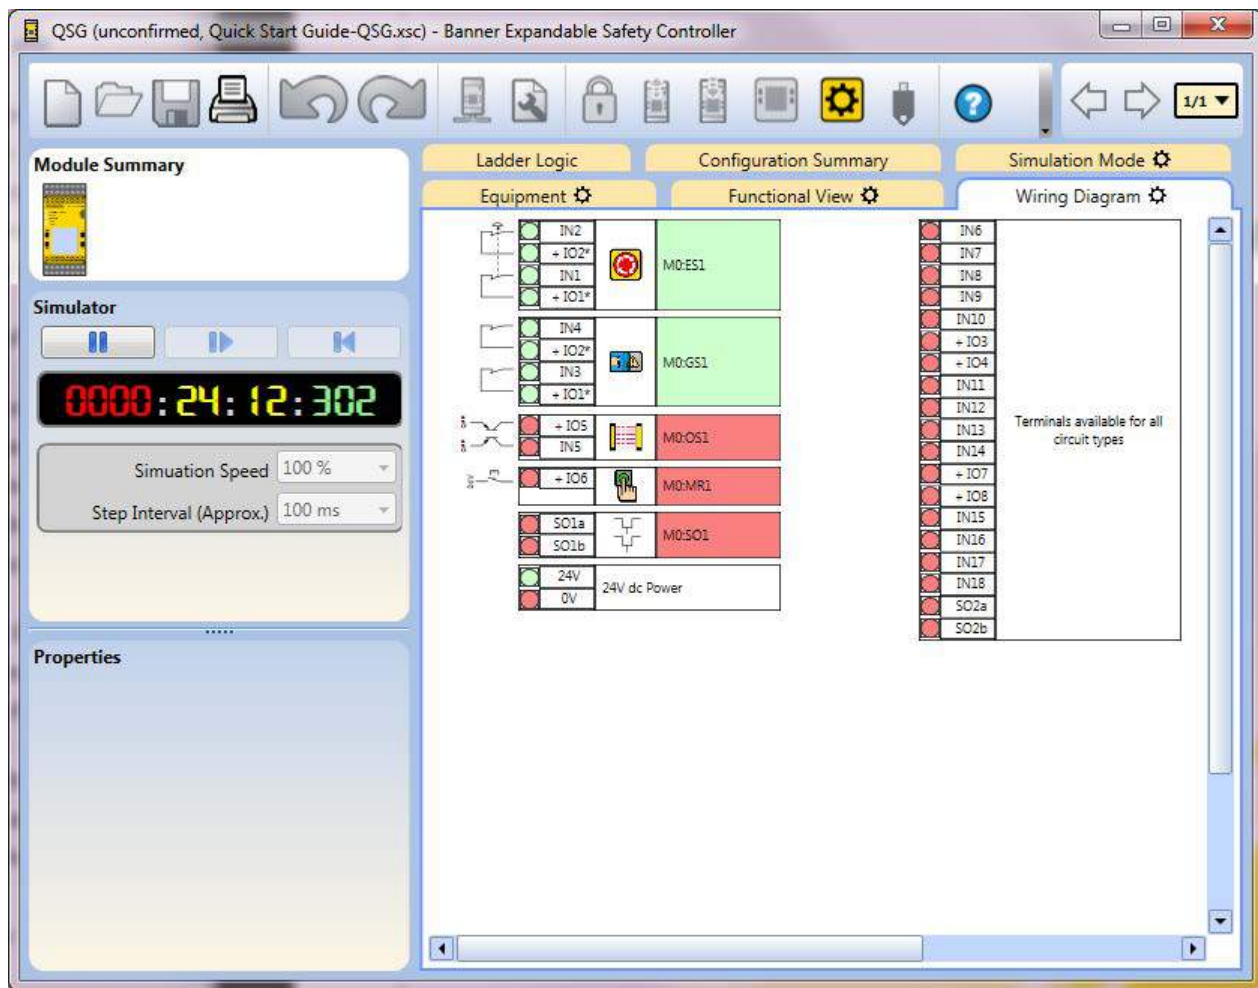 QSG (unconfirmed, Quick Start Guide-QSG.xsc) - Banner Expandable Safety Controller
1/1
Module Summary
Ladder Logic
Configuration Summary
Simulation Mode
Equipment
Functional View
Wiring Diagram
Simulator
0000:24:12:302
Simuation Speed 100 %
Step Interval (Approx.) 100 ms
Properties
IN2
+ IO2*
IN1
+ IO1*
M0:ES1
IN4
+ IO2*
IN3
+ IO1*
M0:GS1
+ IO5
IN5
M0:OS1
24V
+ IO6
M0:MR1
SO1a
SO1b
M0:SO1
24V
0V
24V dc Power
IN6
IN7
IN8
IN9
IN10
+ IO3
+ IO4
IN11
IN12
IN13
IN14
+ IO7
+ IO8
IN15
IN16
IN17
IN18
SO2a
SO2b
Terminals available for all
circuit types